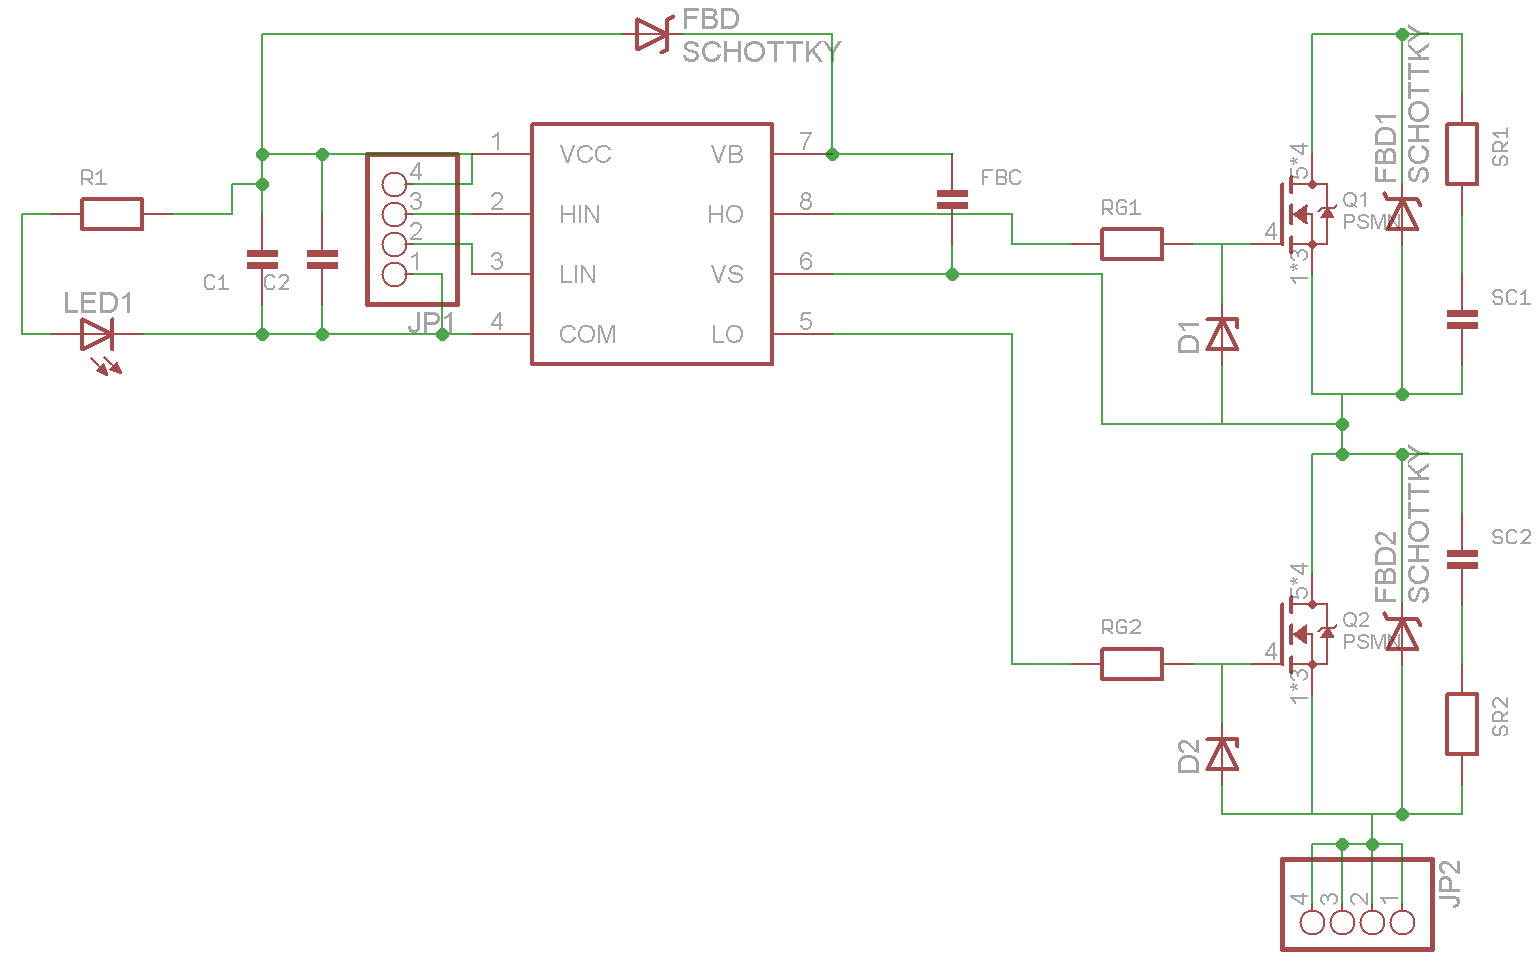 FBD
SCHOTTKY
1
VCC
VB
7
2
HIN
HO
8
3
LIN
VS
6
4
COM
LO
5
R1
4
3
2
1
JP1
C1
C2
LED1
FBC
RG1
4
5*4
1*3
Q1
PSMN
FBD1
SCHOTTKY
SR1
SC1
D1
RG2
4
5*4
1*3
Q2
PSMN
FBD2
SCHOTTKY
SC2
SR2
D2
4
3
2
1
JP2